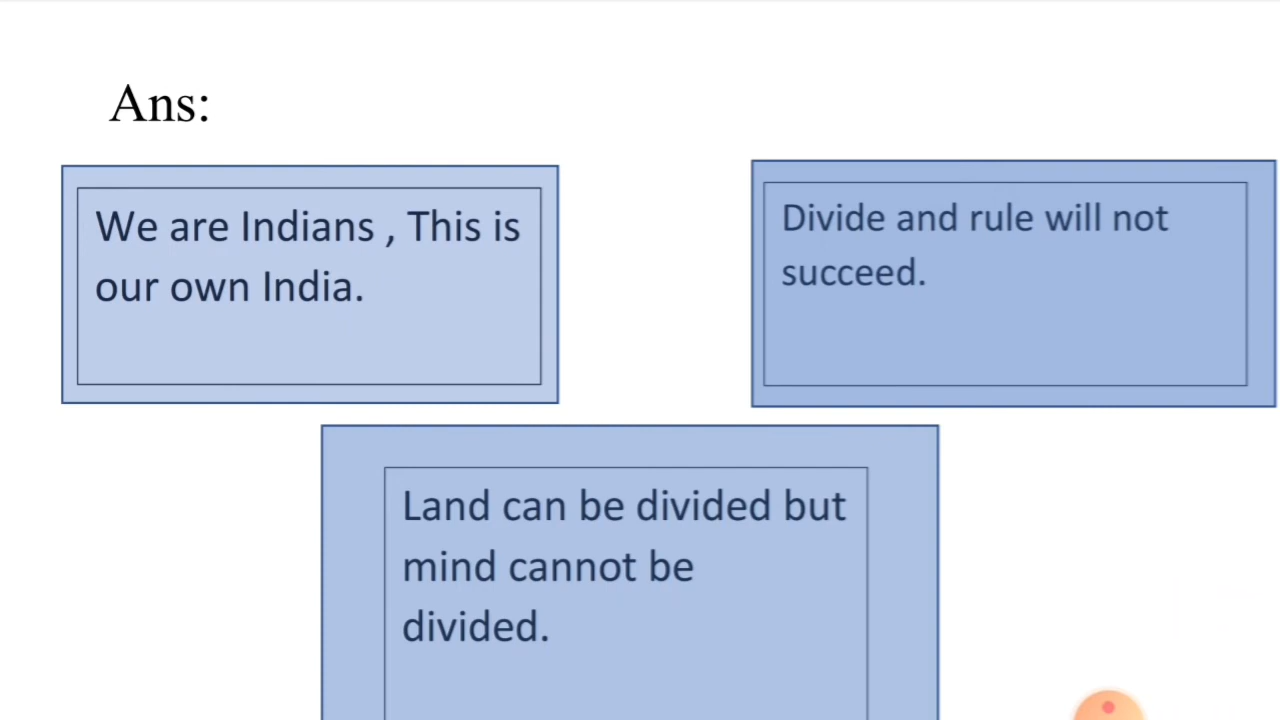 Ans:
We are Indians , This is
our own India.
Divide and rule will not
succeed.
Land can be divided but
mind cannot be
divided.